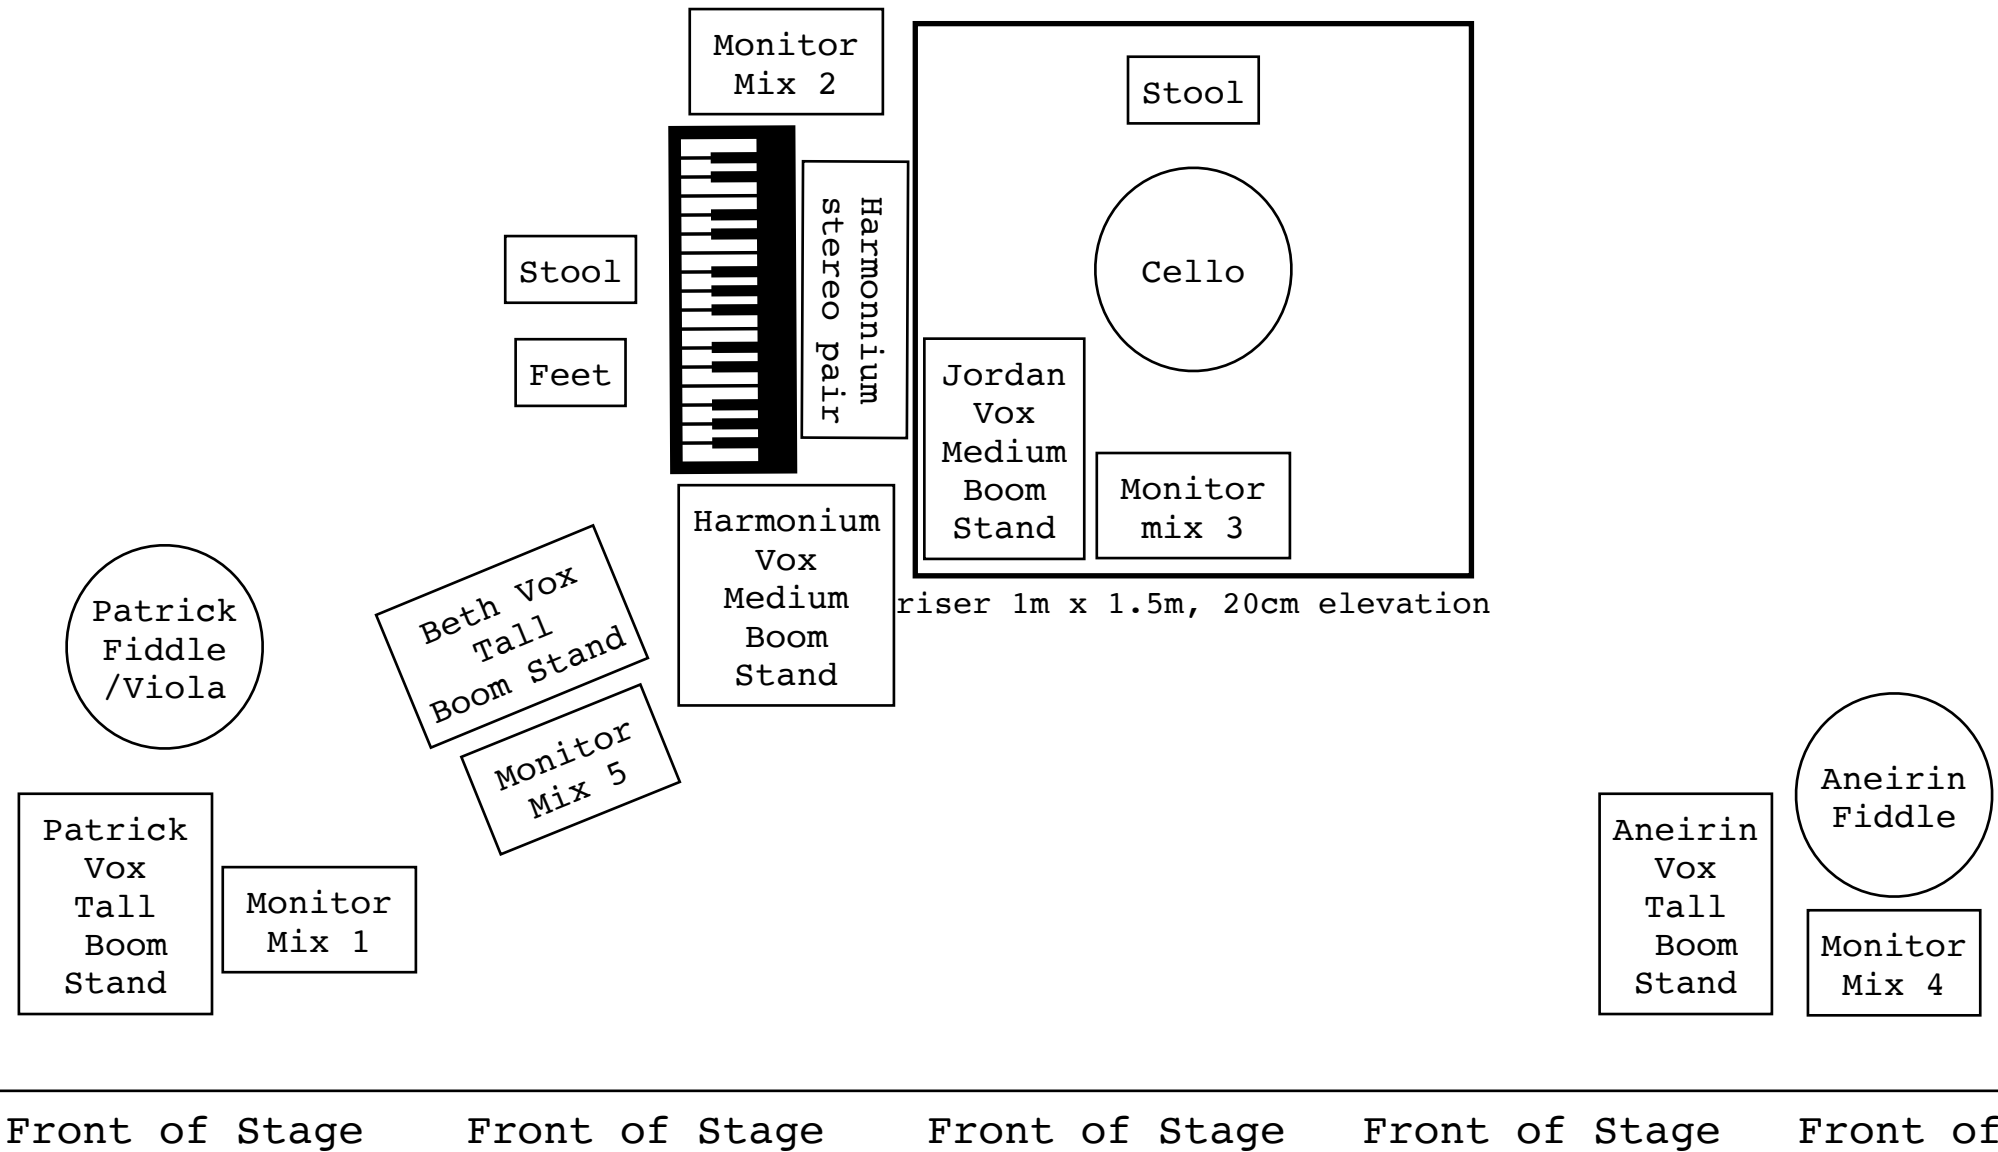 Monitor
Mix 2
Stool
Harmonnium
stereo pair
Cello
Stool
Feet
Jordan
Vox
Medium
Boom
Stand
Monitor
mix 3
Harmonium
Vox
Medium
Boom
Stand
riser 1m x 1.5m, 20cm elevation
Patrick
Fiddle
/Viola
Beth Vox
Tall
Boom Stand
Monitor
Mix 5
Patrick
Vox
Tall
Boom
Stand
Monitor
Mix 1
Aneirin
Vox
Tall
Boom
Stand
Aneirin
Fiddle
Monitor
Mix 4
Front of Stage Front of Stage Front of Stage Front of Stage Front of